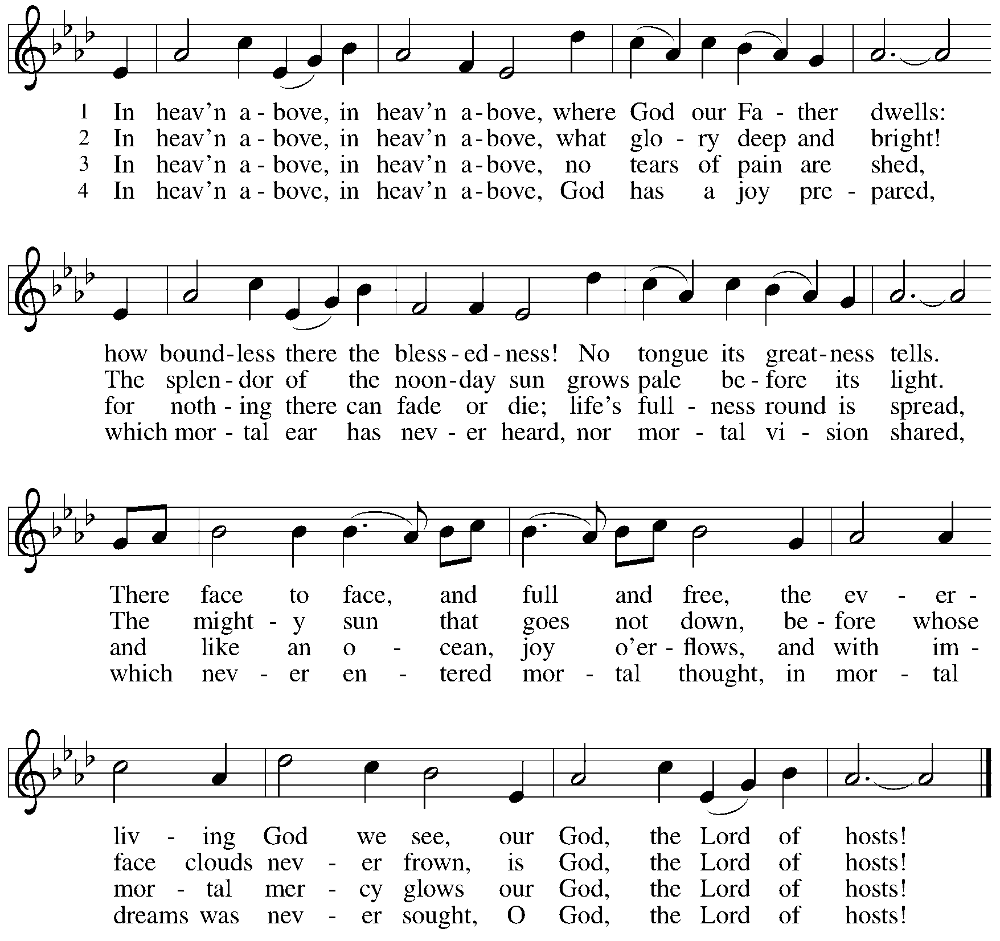 1 In heav'n a - bove, in heav'n a - bove, where God our Fa - ther dwells:
2 In heav'n a - bove, in heav'n a - bove, what glo - ry deep and bright!
3 In heav'n a - bove, in heav'n a - bove, no tears of pain are shed,
4 In heav'n a - bove, in heav'n a - bove, God has a joy pre - pared,
how bound - less there the bless - ed - ness! No tongue its great - ness tells.
The splen - dor of the noon - day sun grows pale be - fore its light.
for noth - ing there can fade or die; life's full - ness round is spread,
which mor - tal ear has nev - er heard, nor mor - tal vi - sion shared,
There face to face, and full and free, the ev - er -
The might - y sun that goes not down, be - fore whose
and like an o - cean, joy o'er - flows, and with im -
which nev - er en - tered mor - tal thought, in mor - tal
liv - ing God we see, our God, the Lord of hosts!
face clouds nev - er frown, is God, the Lord of hosts!
mor - tal mer - cy glows our God, the Lord of hosts!
dreams was nev - er sought, O God, the Lord of hosts!